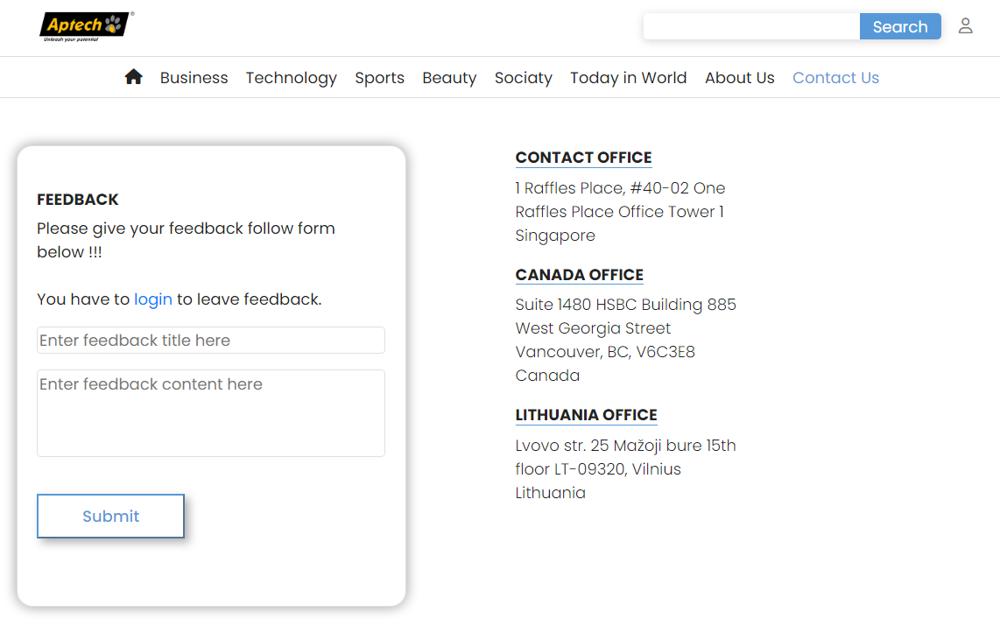 Aptech
Unleash your potential
Search
Business Technology Sports Beauty Sociaty Today in World About Us Contact Us
FEEDBACK
Please give your feedback follow form
below !!!
You have to login to leave feedback.
Enter feedback title here
Enter feedback content here
Submit
CONTACT OFFICE
1 Raffles Place, #40-02 One
Raffles Place Office Tower 1
Singapore
CANADA OFFICE
Suite 1480 HSBC Building 885
West Georgia Street
Vancouver, BC, V6C3E8
Canada
LITHUANIA OFFICE
Lvovo str. 25 Mažoji bure 15th
floor LT-09320, Vilnius
Lithuania